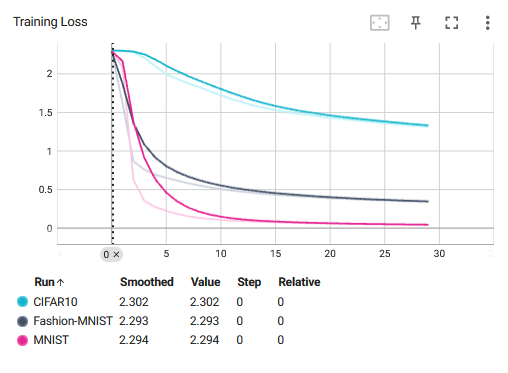 Training Loss
2
1.5
1
0.5
0
0 × 5 10 15 20 25 30
Run↑ Smoothed Value Step Relative
CIFAR10 2.302 2.302 0 0
Fashion-MNIST 2.293 2.293 0 0
MNIST 2.294 2.294 0 0